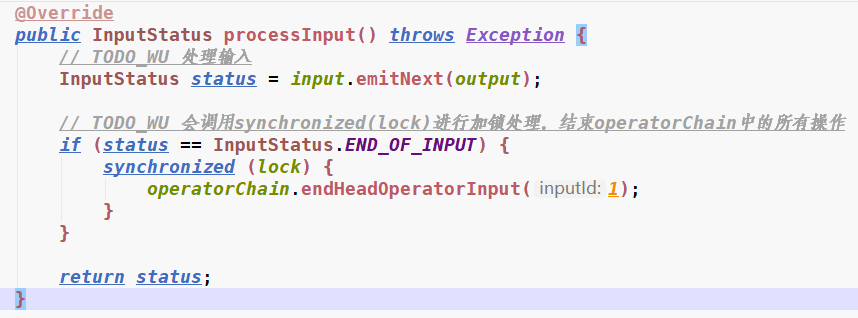 @Override
public InputStatus processInput() throws Exception {
// TODO_WU 处理输入
InputStatus status = input.emitNext(output);
// TODO_WU 会调用synchronized(lock)进行加锁处理，结束operatorChain中的所有操作
if (status == InputStatus.END_OF_INPUT) {
synchronized (lock) {
operatorChain.endHeadOperatorInput( inputId: 1);
}
}
return status;
}